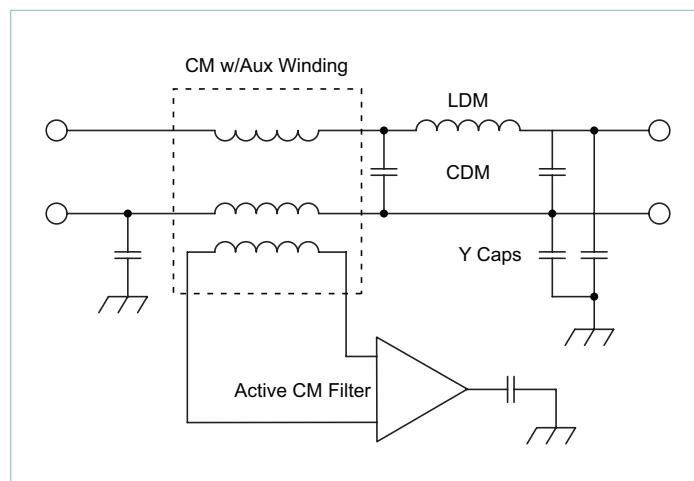 CM w/Aux Winding
LDM
CDM
Y Caps
Active CM Filter